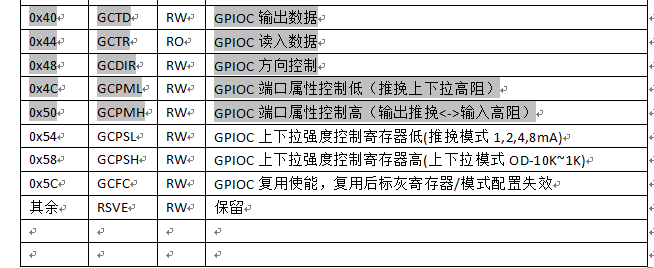 0x40 GCTD RW GPIOC 输出数据
0x44 GCTR RO GPIOC 读入数据
0x48 GCDIR RW GPIOC 方向控制
0x4C GCPML RW GPIOC 端口属性控制低（推挽上下拉高阻）
0x50 GCPMH RW GPIOC 端口属性控制高（输出推挽<->输入高阻）
0x54 GCPSL RW GPIOC 上下拉强度控制寄存器低(推挽模式 1,2,4,8mA)
0x58 GCPSH RW GPIOC 上下拉强度控制寄存器高(上下拉模式 OD-10K~1K)
0x5C GCFC RW GPIOC 复用使能，复用后标灰寄存器/模式配置失效
其余 RSVE RW 保留